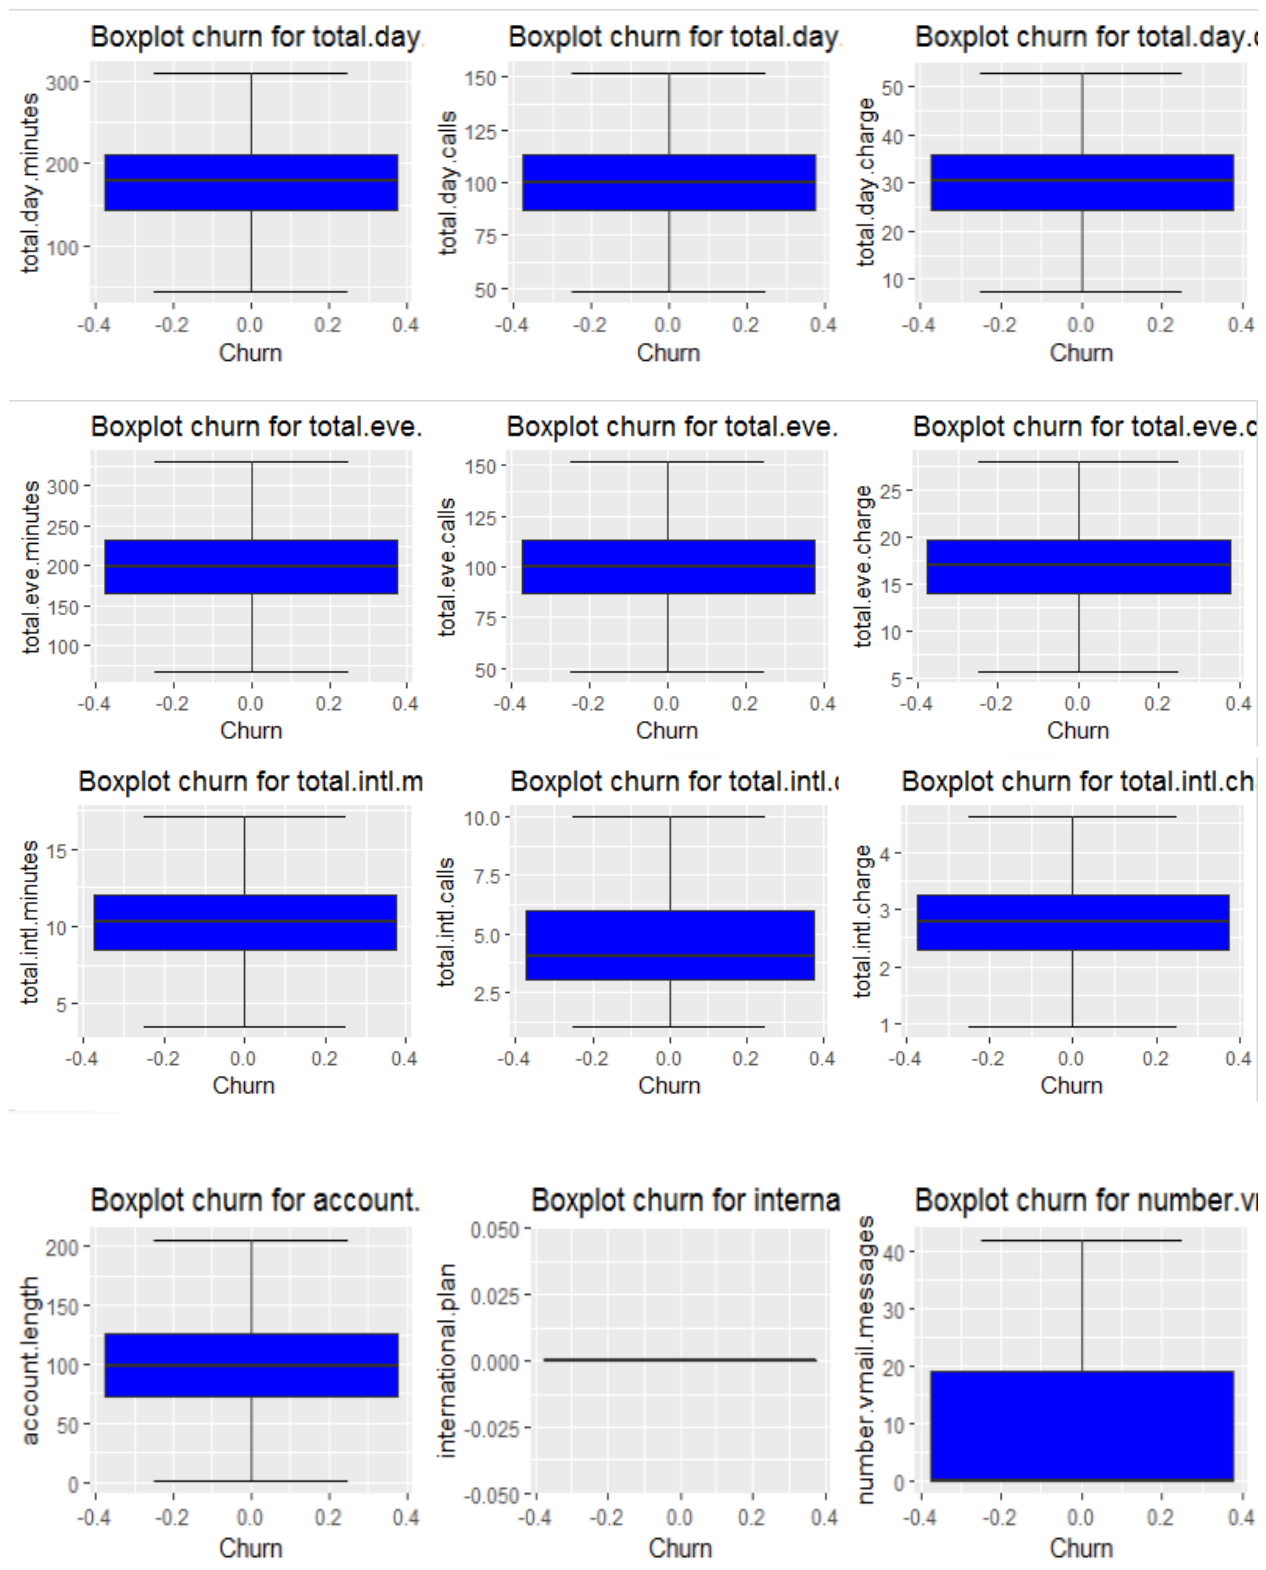 Boxplot churn for total.day.
total.day.minutes
300
200
100
-0.4 -0.2 0.0 0.2 0.4
Churn
Boxplot churn for total.day.
total.day.calls
150
125
100
75
50
-0.4 -0.2 0.0 0.2 0.4
Churn
Boxplot churn for total.day.c
total.day.charge
50
40
30
20
10
-0.4 -0.2 0.0 0.2 0.4
Churn
Boxplot churn for total.eve.
total.eve.minutes
300
250
200
150
100
-0.4 -0.2 0.0 0.2 0.4
Churn
Boxplot churn for total.eve.
total.eve.calls
150
125
100
75
50
-0.4 -0.2 0.0 0.2 0.4
Churn
Boxplot churn for total.eve.c
total.eve.charge
25
20
15
10
5
-0.4 -0.2 0.0 0.2 0.4
Churn
Boxplot churn for total.intl.m
total.intl.minutes
15
10
5
-0.4 -0.2 0.0 0.2 0.4
Churn
Boxplot churn for total.intl.c
total.intl.calls
10.0
7.5
5.0
2.5
-0.4 -0.2 0.0 0.2 0.4
Churn
Boxplot churn for total.intl.ch
total.intl.charge
4
3
2
1
-0.4 -0.2 0.0 0.2 0.4
Churn
Boxplot churn for account.
account.length
200
150
100
50
0
-0.4 -0.2 0.0 0.2 0.4
Churn
Boxplot churn for interna
international.plan
0.050
0.025
0.000
-0.025
-0.050
-0.4 -0.2 0.0 0.2 0.4
Churn
Boxplot churn for number.vr
number.vmail.messages
40
30
20
10
0
-0.4 -0.2 0.0 0.2 0.4
Churn